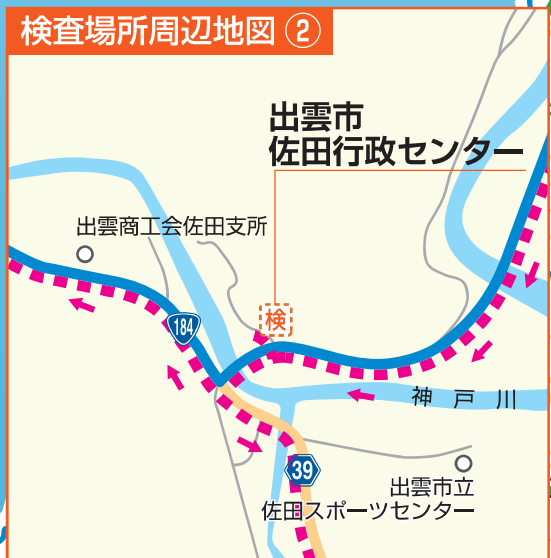 検査場所周辺地図 ②
出雲市
佐田行政センター
出雲商工会佐田支所
検
184
神戸川
39
出雲市立
佐田スポーツセンター